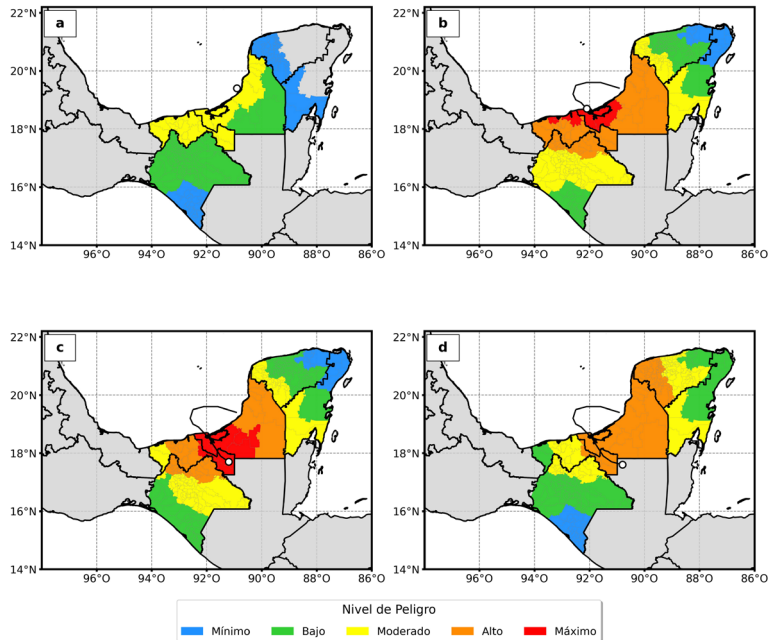 22°N
20°N
18°N
16°N
14°N
a
96°O 94°O 92°O 90°O 88°O 86°O
22°N
20°N
18°N
16°N
14°N
b
96°O 94°O 92°O 90°O 88°O 86°O
22°N
20°N
18°N
16°N
14°N
c
96°O 94°O 92°O 90°O 88°O 86°O
22°N
20°N
18°N
16°N
14°N
d
96°O 94°O 92°O 90°O 88°O 86°O
Nivel de Peligro
Mínimo Bajo Moderado Alto Máximo